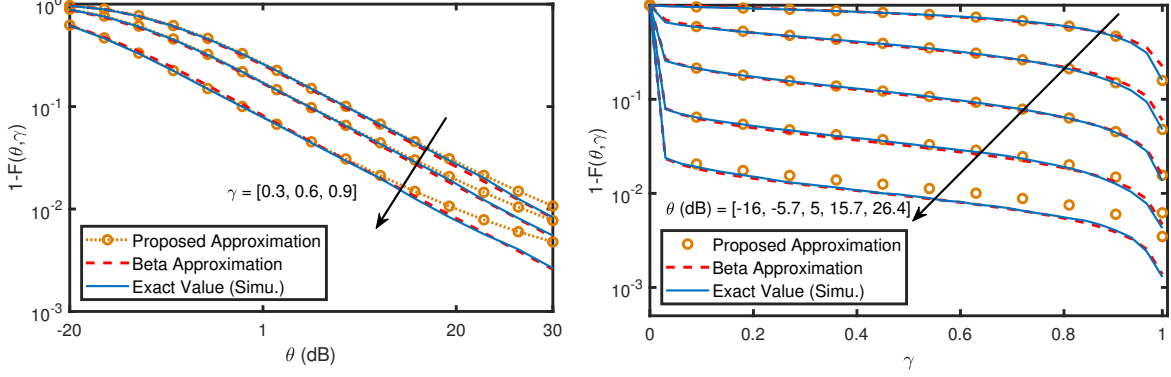 10^0
10^-1
10^-2
10^-3
1-F(θ,γ)
γ = [0.3, 0.6, 0.9]
Proposed Approximation
Beta Approximation
Exact Value (Simu.)
-20 1 20 30
θ (dB)
10^-1
10^-2
10^-3
1-F(θ,γ)
θ (dB) = [-16, -5.7, 5, 15.7, 26.4]
Proposed Approximation
Beta Approximation
Exact Value (Simu.)
0 0.2 0.4 0.6 0.8 1
γ